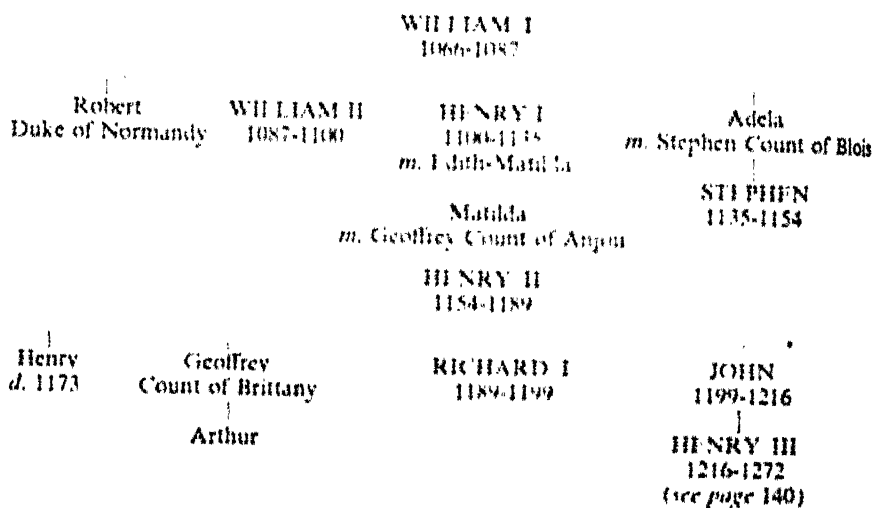 WILLIAM I
1066-1087
Robert
Duke of Normandy
WILLIAM II
1087-1100
HENRY I
1100-1135
m. Edith-Matilda
Adela
m. Stephen Count of Blois
STEPHEN
1135-1154
Matilda
m. Geoffrey Count of Anjou
HENRY II
1154-1189
Henry
d. 1173
Geoffrey
Count of Brittany
Arthur
RICHARD I
1189-1199
JOHN
1199-1216
HENRY III
1216-1272
(see page 140)